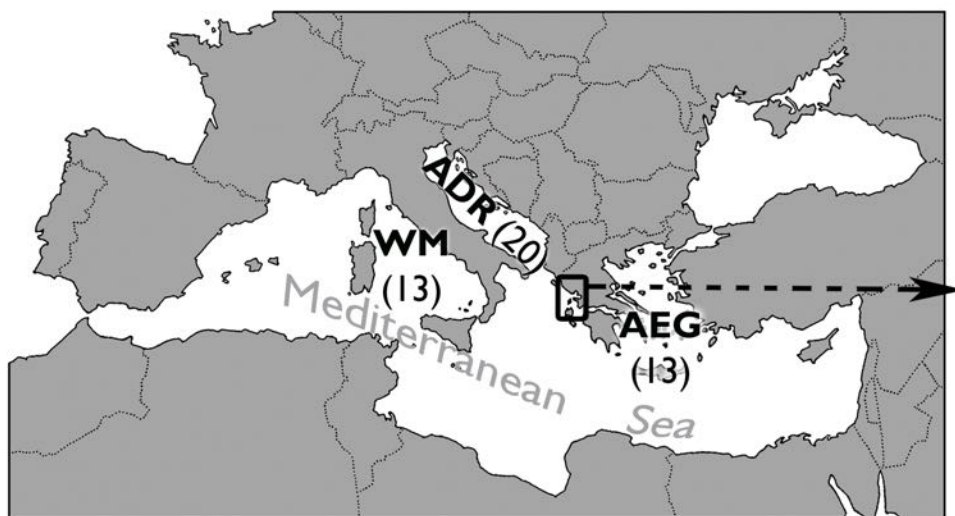 ADR (20)
WM
(13)
Mediterranean
Sea
AEG
(13)